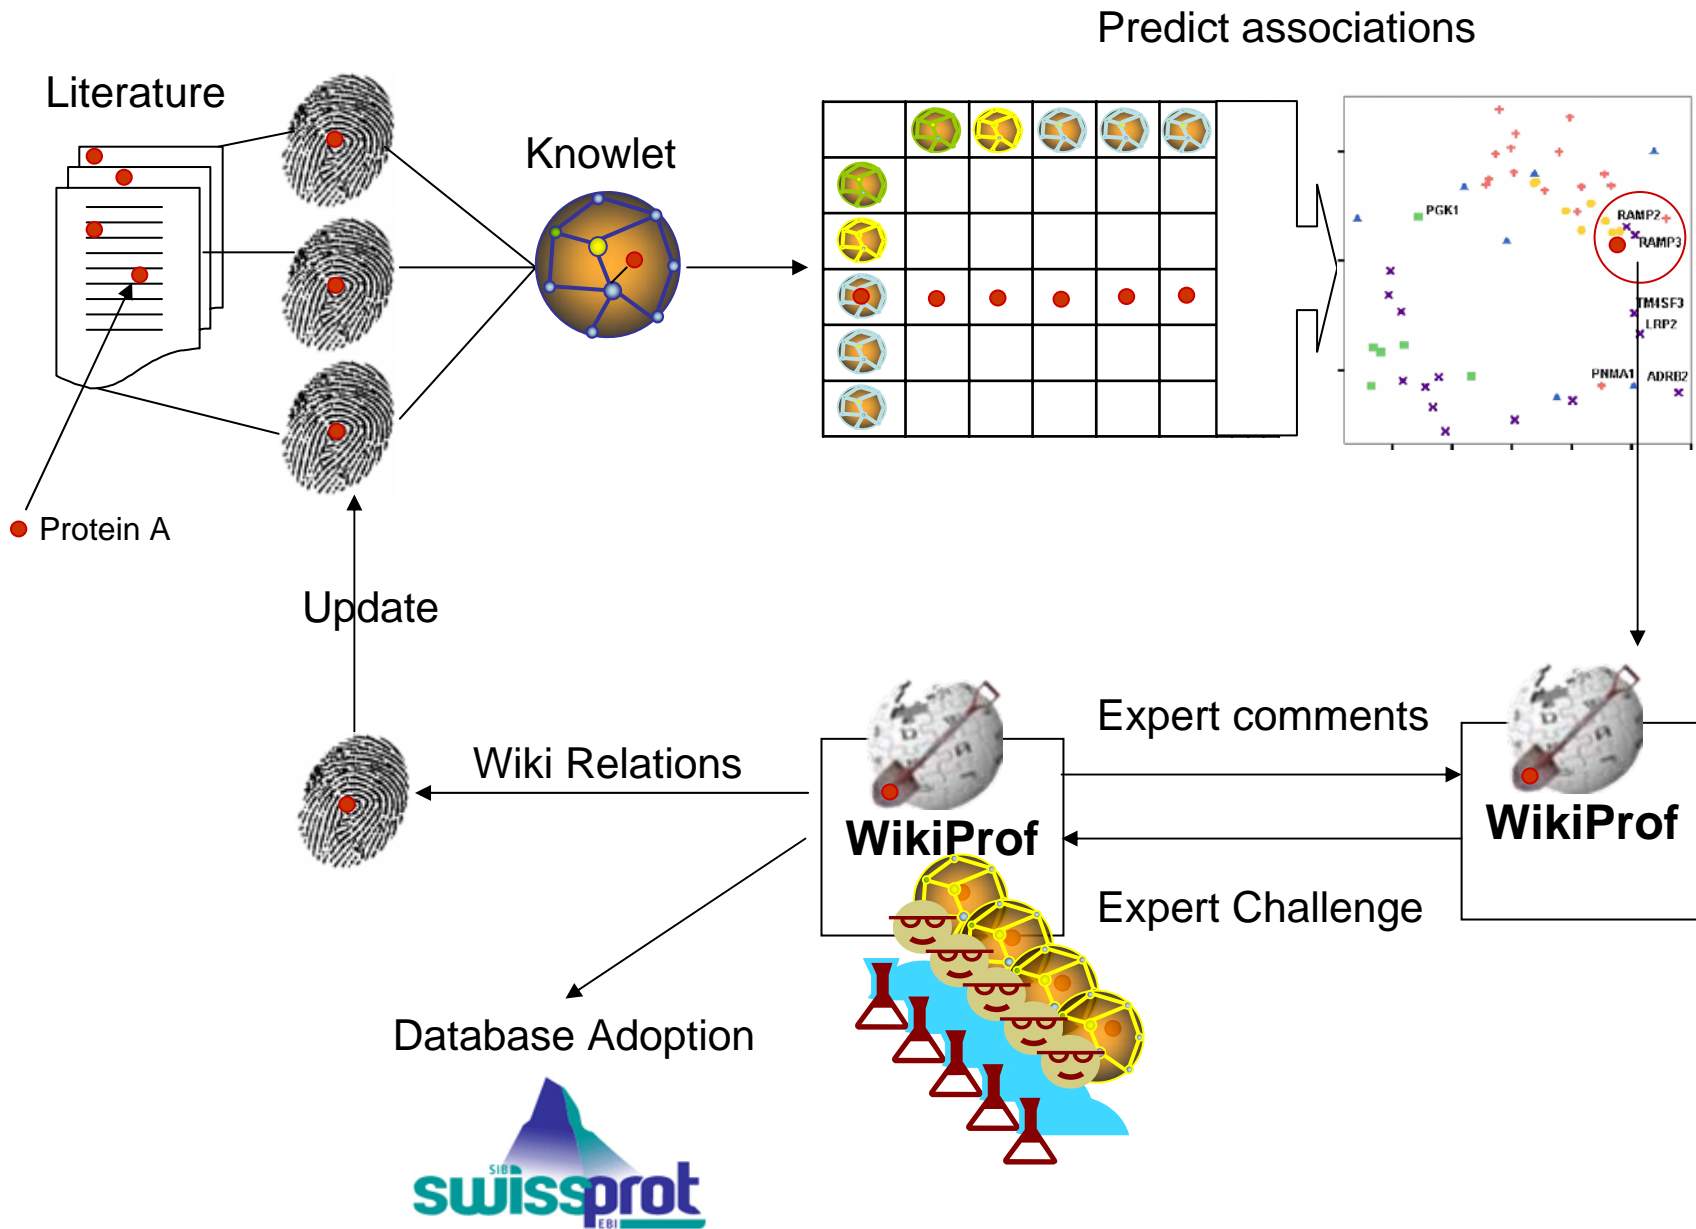 Predict associations
Literature
Knowlet
PGK1
RAMP2
RAMP3
TM4SF3
LRP2
PNMA1
ADRB2
Protein A
Update
Wiki Relations
Expert comments
WikiProf
WikiProf
Expert Challenge
Database Adoption
SIB
swissprot
EBI